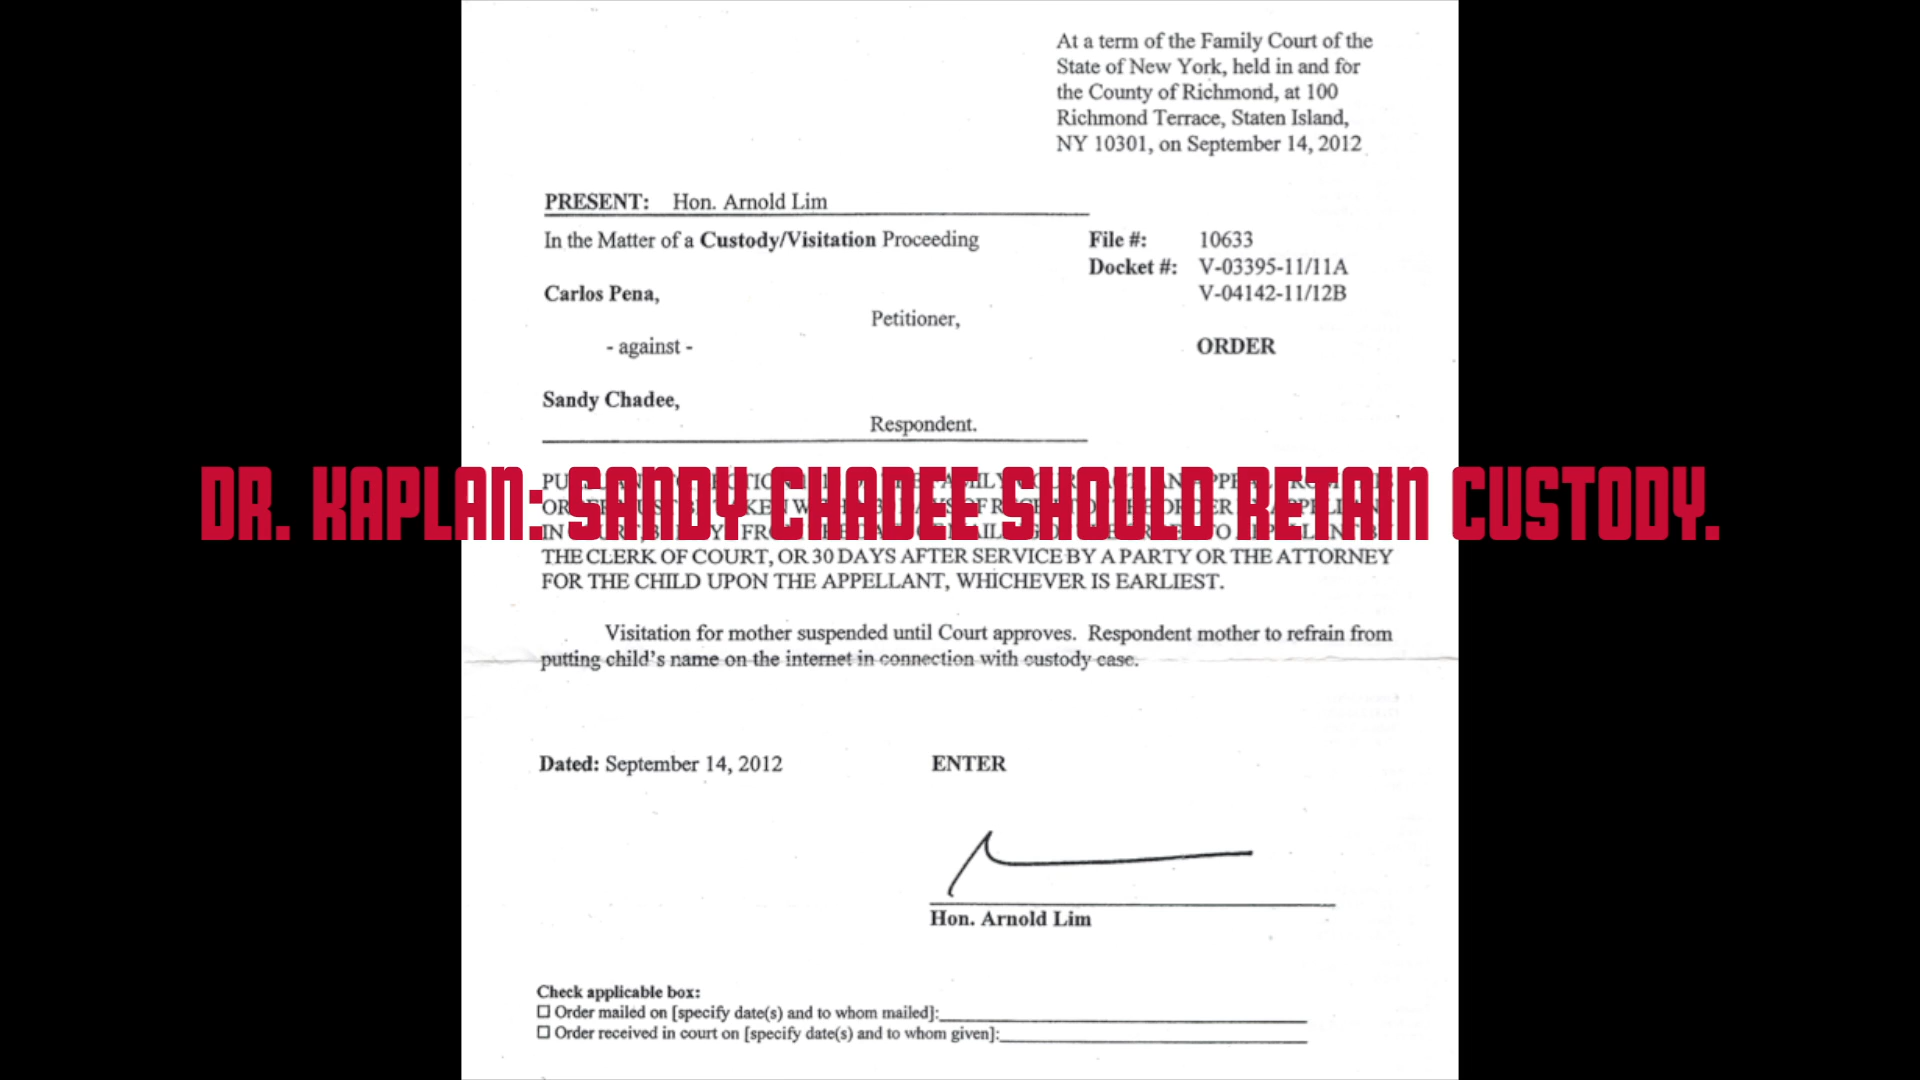 At a term of the Family Court of the
State of New York, held in and for
the County of Richmond, at 100
Richmond Terrace, Staten Island,
NY 10301, on September 14, 2012
PRESENT: Hon. Arnold Lim
In the Matter of a Custody/Visitation Proceeding
File #: 10633
Docket #: V-03395-11/11A
V-04142-11/12B
Carlos Pena,
Petitioner,
- against -
ORDER
Sandy Chadee,
Respondent.
DR. KAPLAN: SANDY CHADEE SHOULD RETAIN CUSTODY.
THE CLERK OF COURT, OR 30 DAYS AFTER SERVICE BY A PARTY OR THE ATTORNEY
FOR THE CHILD UPON THE APPELLANT, WHICHEVER IS EARLIEST.
Visitation for mother suspended until Court approves. Respondent mother to refrain from
putting child's name on the internet in connection with custody case.
Dated: September 14, 2012
ENTER
Hon. Arnold Lim
Check applicable box:
☐ Order mailed on [specify date(s) and to whom mailed]:
☐ Order received in court on [specify date(s) and to whom given]: